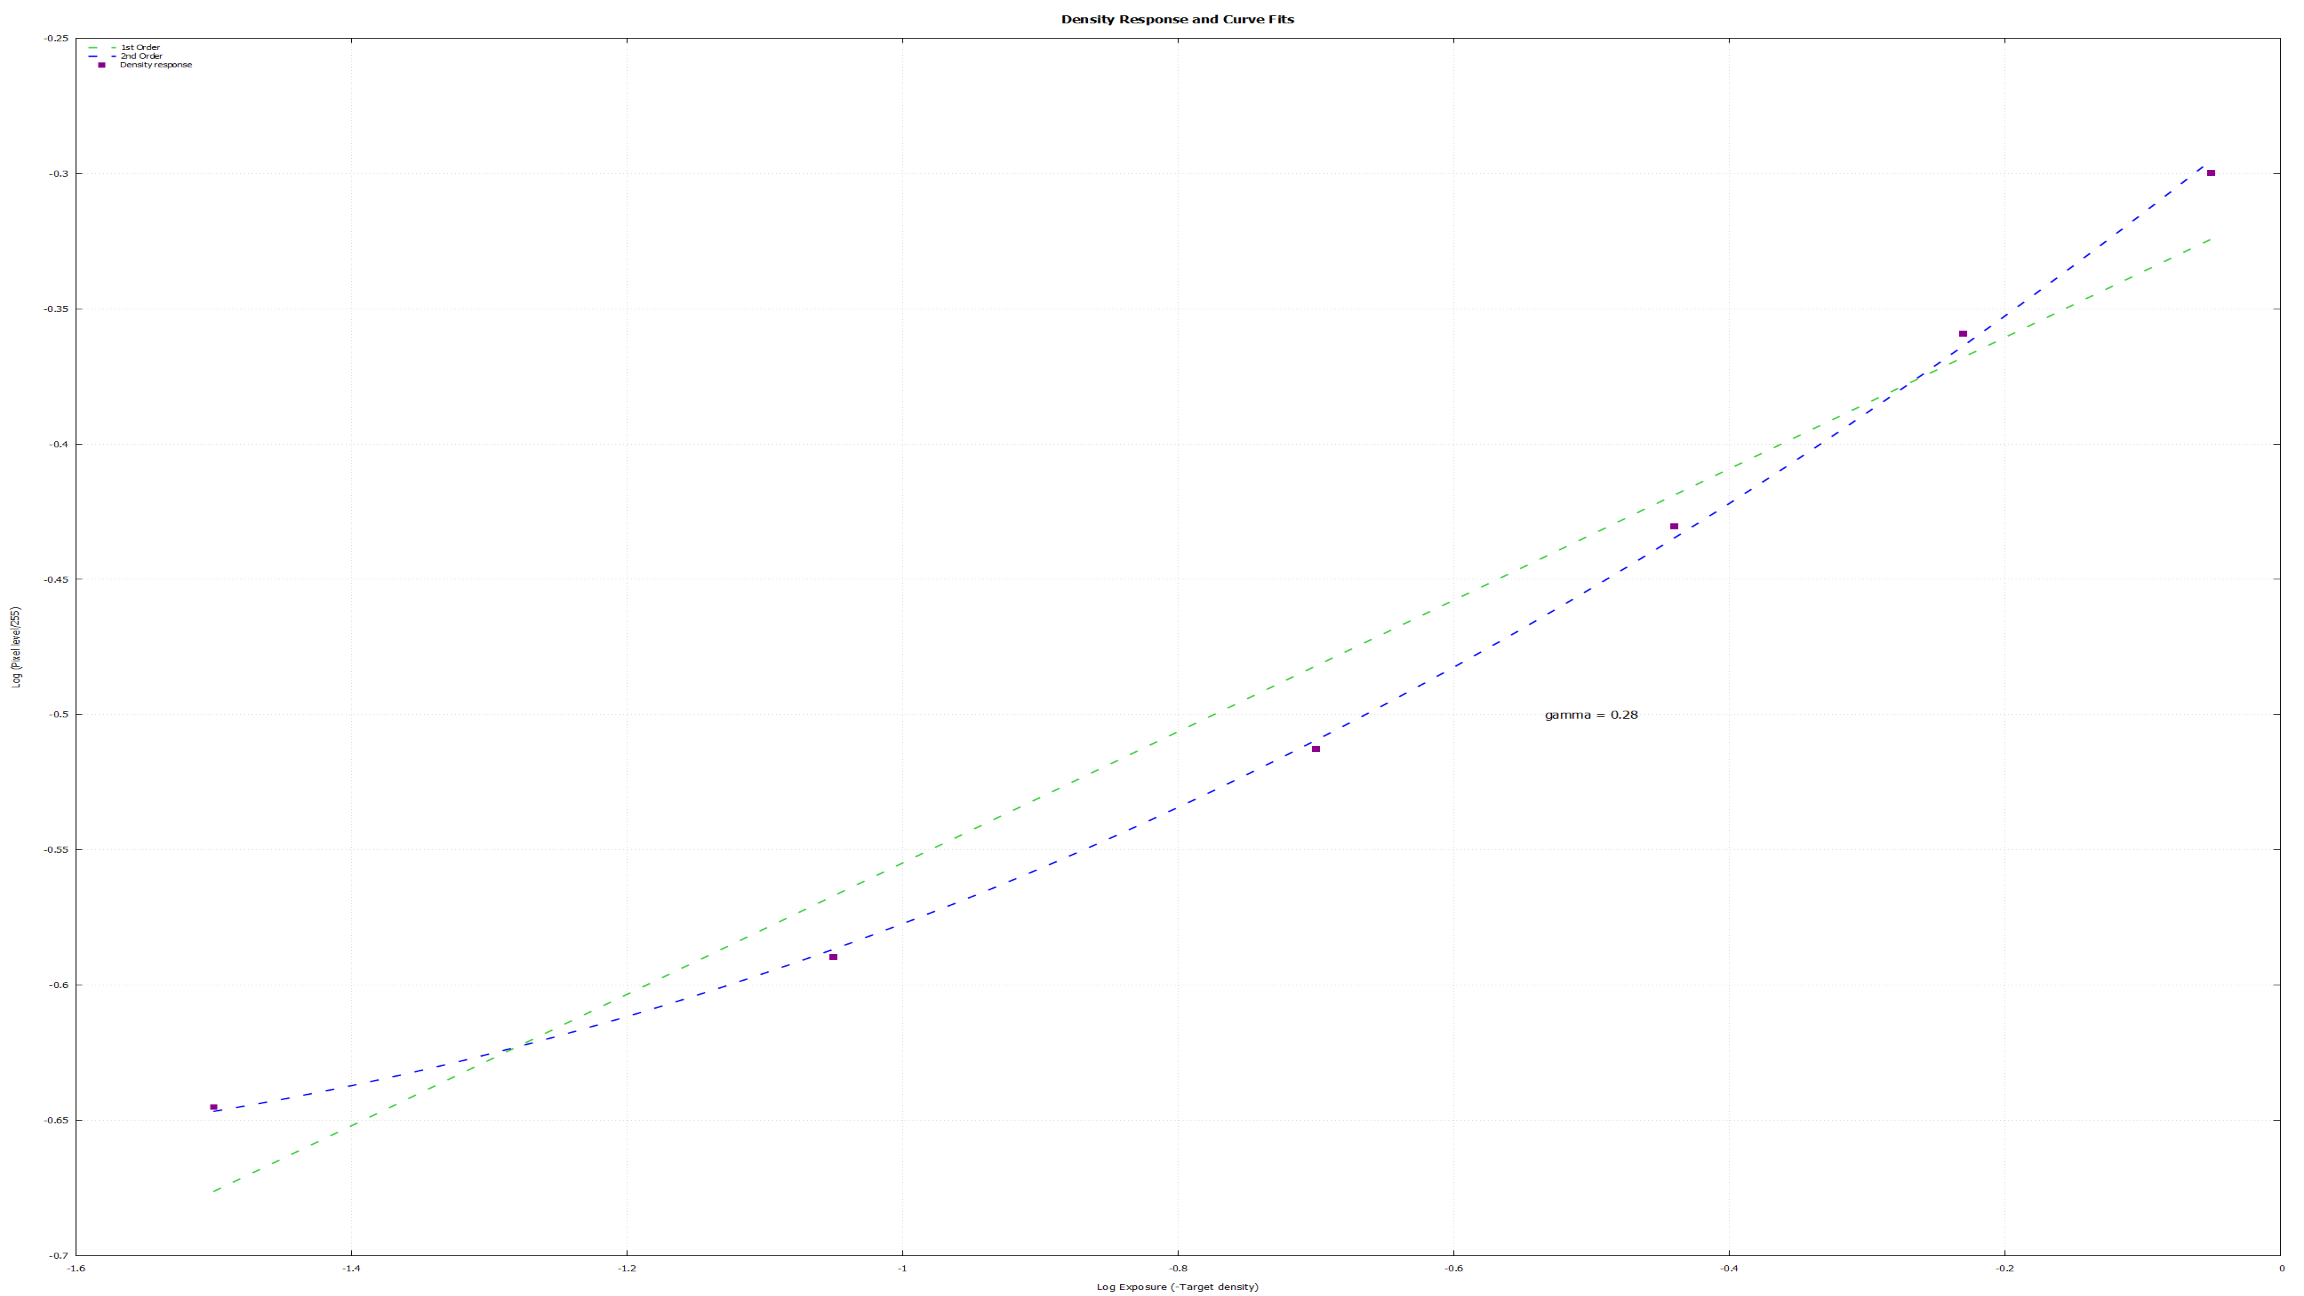 Density Response and Curve Fits
-0.25
1st Order
2nd Order
Density response
-0.3
-0.35
-0.4
-0.45
-0.5
-0.55
-0.6
-0.65
-0.7
Log (Pixel level/255)
gamma = 0.28
-1.6 -1.4 -1.2 -1 -0.8 -0.6 -0.4 -0.2 0
Log Exposure (-Target density)